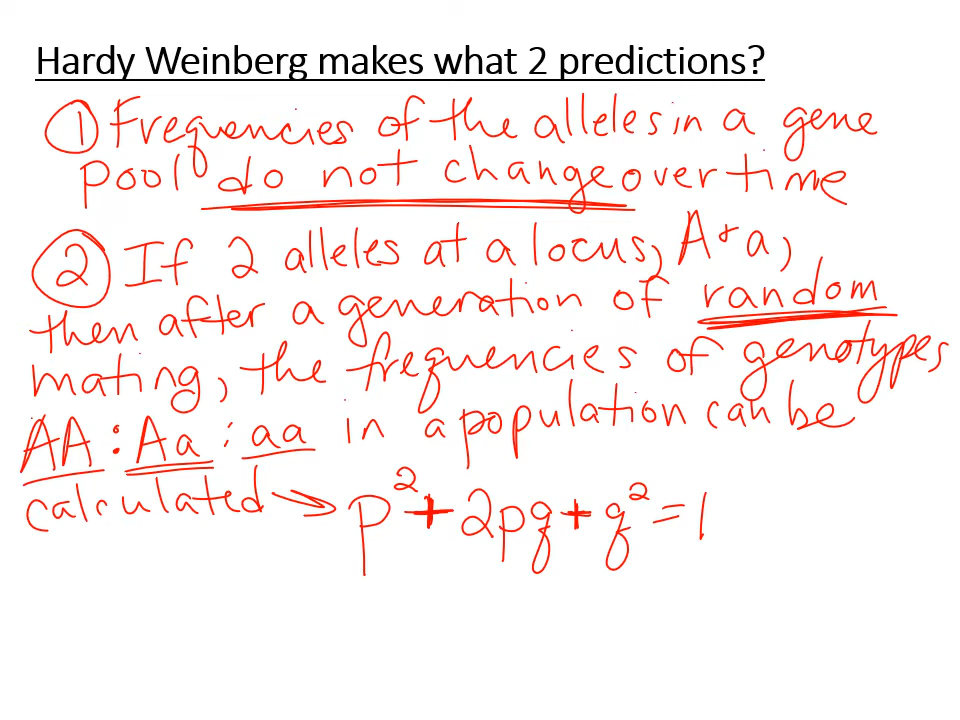 Hardy Weinberg makes what 2 predictions?
① Frequencies of the alleles in a gene
pool do not change over time
② If 2 alleles at a locus, A + a,
then after a generation of random
mating, the frequencies of genotypes
AA : Aa : aa in a population can be
calculated → p² + 2pq + q² = 1